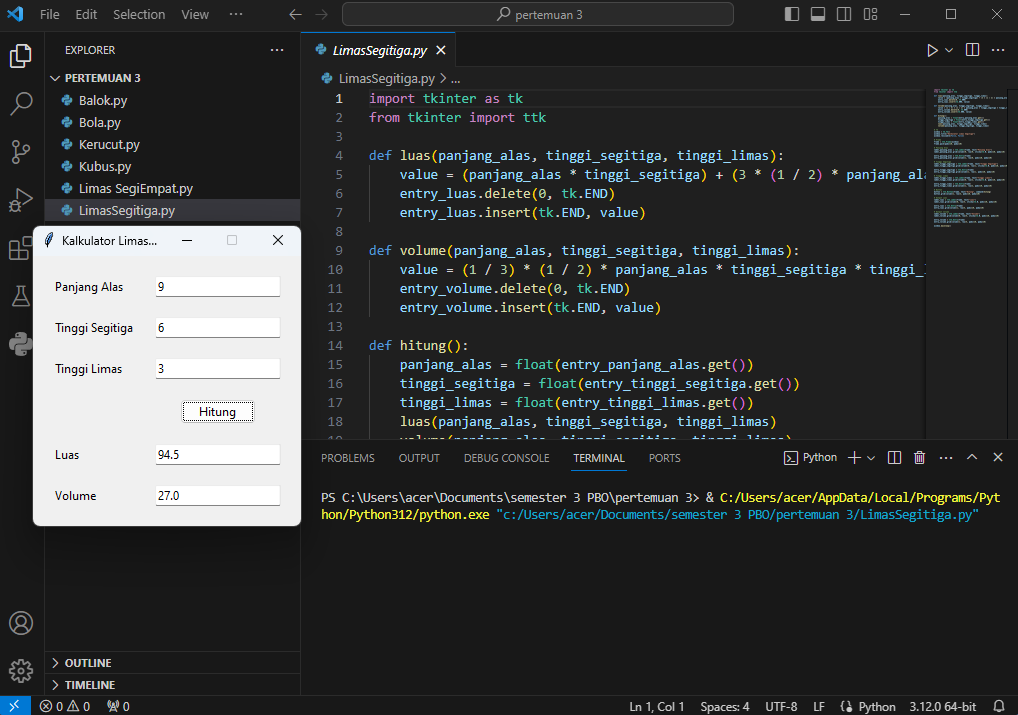 File Edit Selection View ··· pertemuan 3
EXPLORER ···
PERTEMUAN 3
Balok.py
Bola.py
Kerucut.py
Kubus.py
Limas SegiEmpat.py
LimasSegitiga.py
Kalkulator Limas...
Panjang Alas 9
Tinggi Segitiga 6
Tinggi Limas 3
Hitung
Luas 94.5
Volume 27.0
OUTLINE
TIMELINE
LimasSegitiga.py
LimasSegitiga.py > ...
1 import tkinter as tk
2 from tkinter import ttk
3
4 def luas(panjang_alas, tinggi_segitiga, tinggi_limas):
5 value = (panjang_alas * tinggi_segitiga) + (3 * (1 / 2) * panjang_ala
6 entry_luas.delete(0, tk.END)
7 entry_luas.insert(tk.END, value)
8
9 def volume(panjang_alas, tinggi_segitiga, tinggi_limas):
10 value = (1 / 3) * (1 / 2) * panjang_alas * tinggi_segitiga * tinggi_l
11 entry_volume.delete(0, tk.END)
12 entry_volume.insert(tk.END, value)
13
14 def hitung():
15 panjang_alas = float(entry_panjang_alas.get())
16 tinggi_segitiga = float(entry_tinggi_segitiga.get())
17 tinggi_limas = float(entry_tinggi_limas.get())
18 luas(panjang_alas, tinggi_segitiga, tinggi_limas)
19 volume(panjang_alas, tinggi_segitiga, tinggi_limas)
PROBLEMS OUTPUT DEBUG CONSOLE TERMINAL PORTS Python
PS C:\Users\acer\Documents\semester 3 PBO\pertemuan 3> & C:/Users/acer/AppData/Local/Programs/Pyt
hon/Python312/python.exe "c:/Users/acer/Documents/semester 3 PBO/pertemuan 3/LimasSegitiga.py"
0 0 0 Ln 1, Col 1 Spaces: 4 UTF-8 LF Python 3.12.0 64-bit